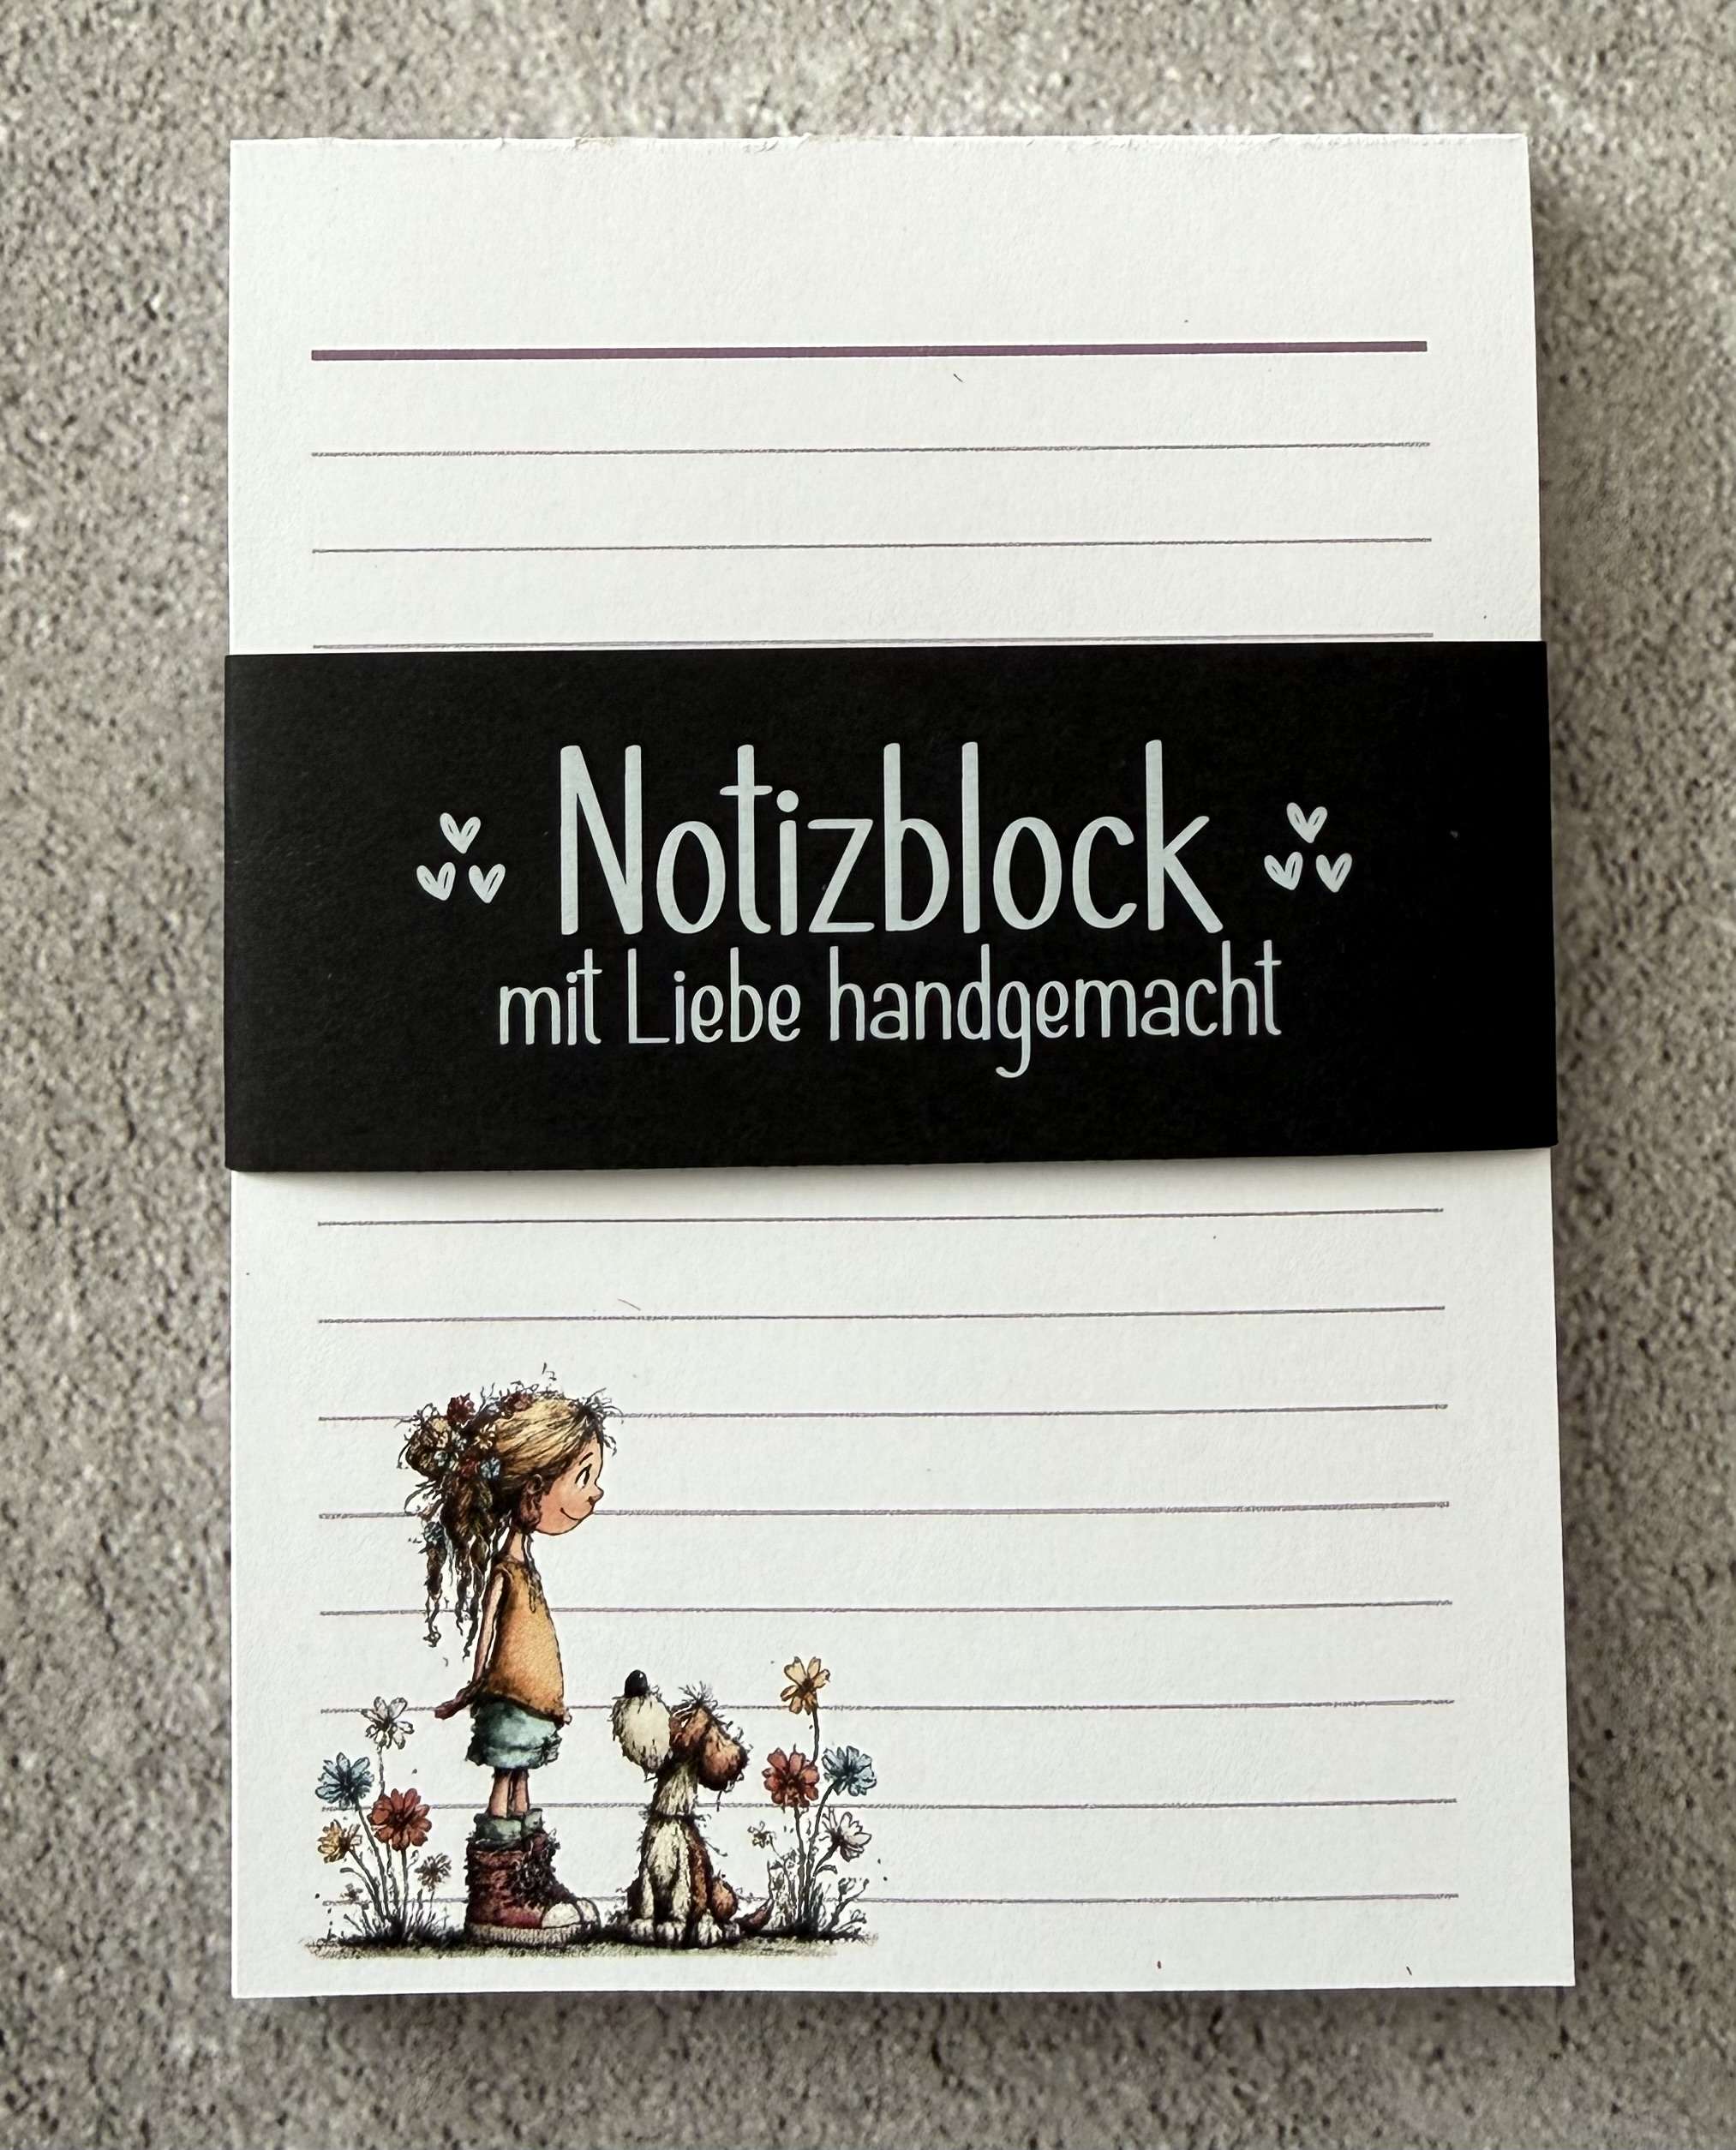 Notizblock
mit Liebe handgemacht